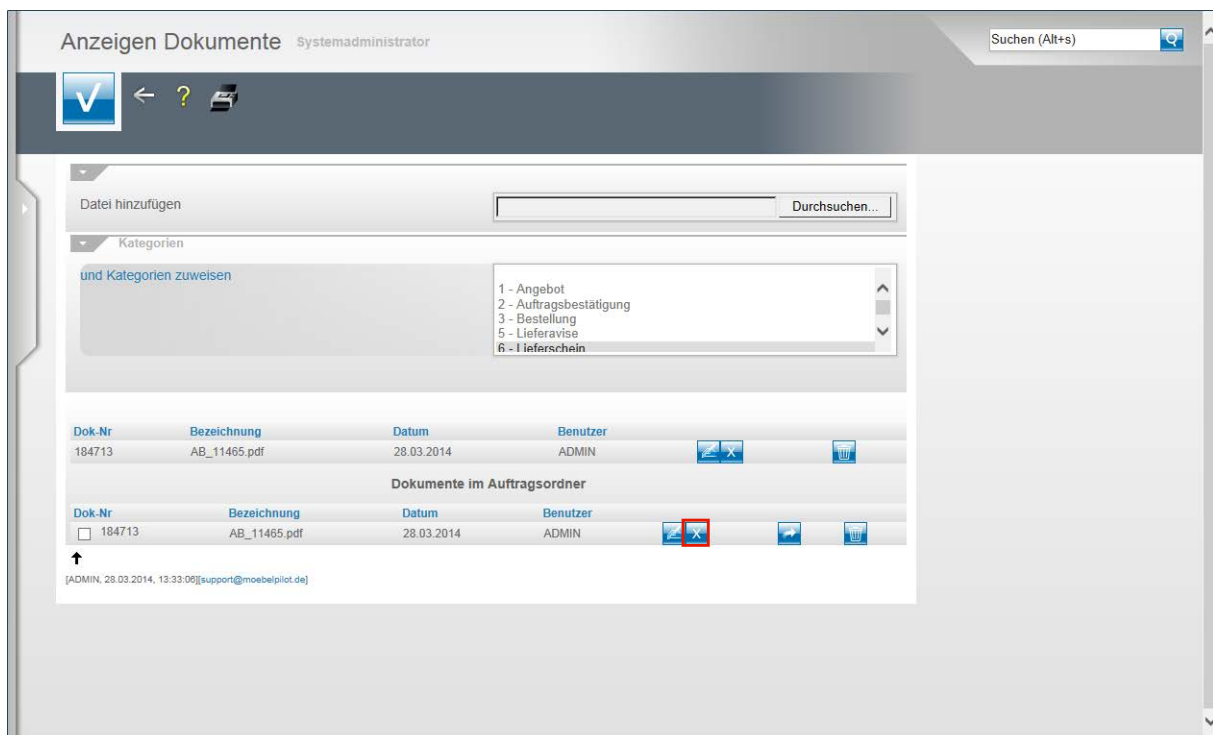 Anzeigen Dokumente Systemadministrator
Suchen (Alt+s)
?
Datei hinzufügen
Durchsuchen...
Kategorien
und Kategorien zuweisen
1 - Angebot
2 - Auftragsbestätigung
3 - Bestellung
5 - Lieferavise
6 - Lieferschein
Dok-Nr Bezeichnung Datum Benutzer
184713 AB_11465.pdf 28.03.2014 ADMIN X
Dokumente im Auftragsordner
Dok-Nr Bezeichnung Datum Benutzer
184713 AB_11465.pdf 28.03.2014 ADMIN X
[ADMIN, 28.03.2014, 13:33:06][support@moebelpilot.de]